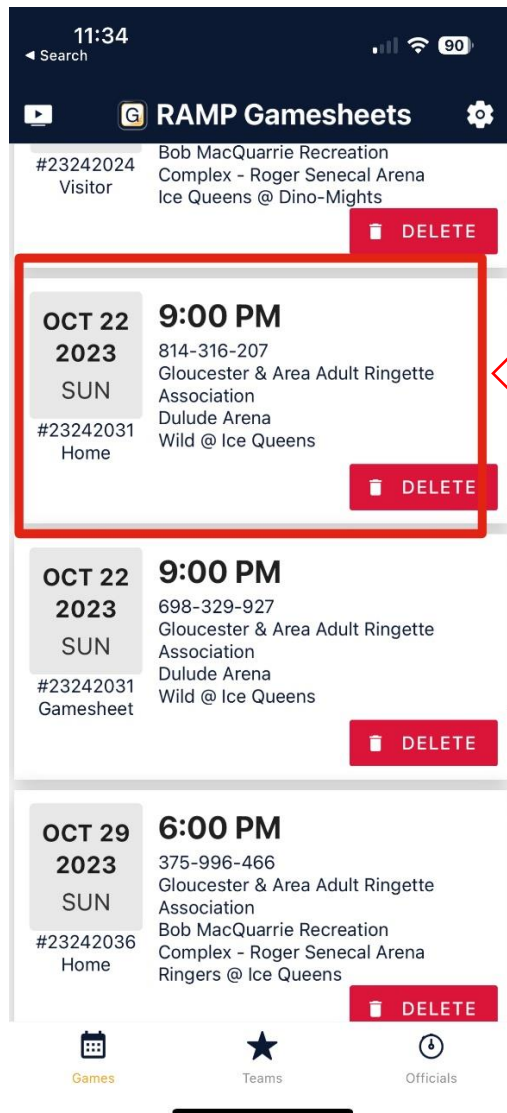 11:34
◀ Search
90
G RAMP Gamesheets
#23242024
Visitor
Bob MacQuarrie Recreation
Complex - Roger Senecal Arena
Ice Queens @ Dino-Mights
DELETE
OCT 22
2023
SUN
#23242031
Home
9:00 PM
814-316-207
Gloucester & Area Adult Ringette
Association
Dulude Arena
Wild @ Ice Queens
DELETE
OCT 22
2023
SUN
#23242031
Gamesheet
9:00 PM
698-329-927
Gloucester & Area Adult Ringette
Association
Dulude Arena
Wild @ Ice Queens
DELETE
OCT 29
2023
SUN
#23242036
Home
6:00 PM
375-996-466
Gloucester & Area Adult Ringette
Association
Bob MacQuarrie Recreation
Complex - Roger Senecal Arena
Ringers @ Ice Queens
DELETE
Games
Teams
Officials